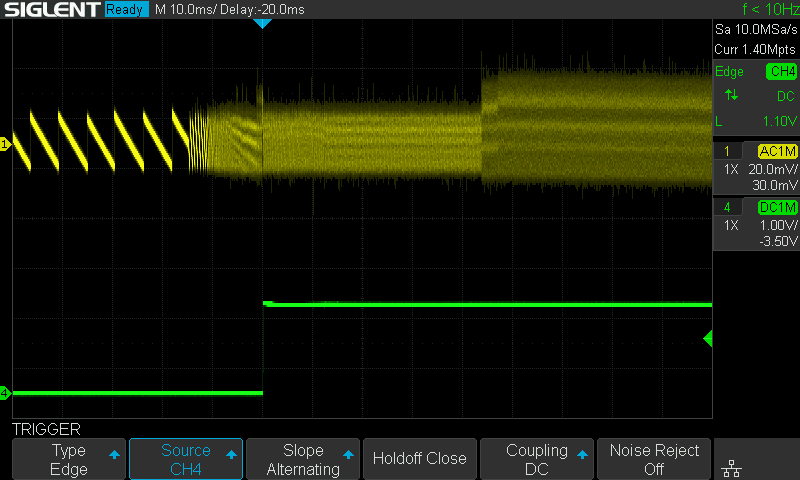 SIGLENT Ready M 10.0ms/ Delay:-20.0ms f < 10Hz
Sa 10.0MSa/s
Curr 1.40Mpts
Edge CH4
DC
L 1.10V
1 AC1M
1X 20.0mV/
30.0mV
4 DC1M
1X 1.00V/
-3.50V
1
4
TRIGGER
Type
Edge
Source
CH4
Slope
Alternating
Holdoff Close
Coupling
DC
Noise Reject
Off